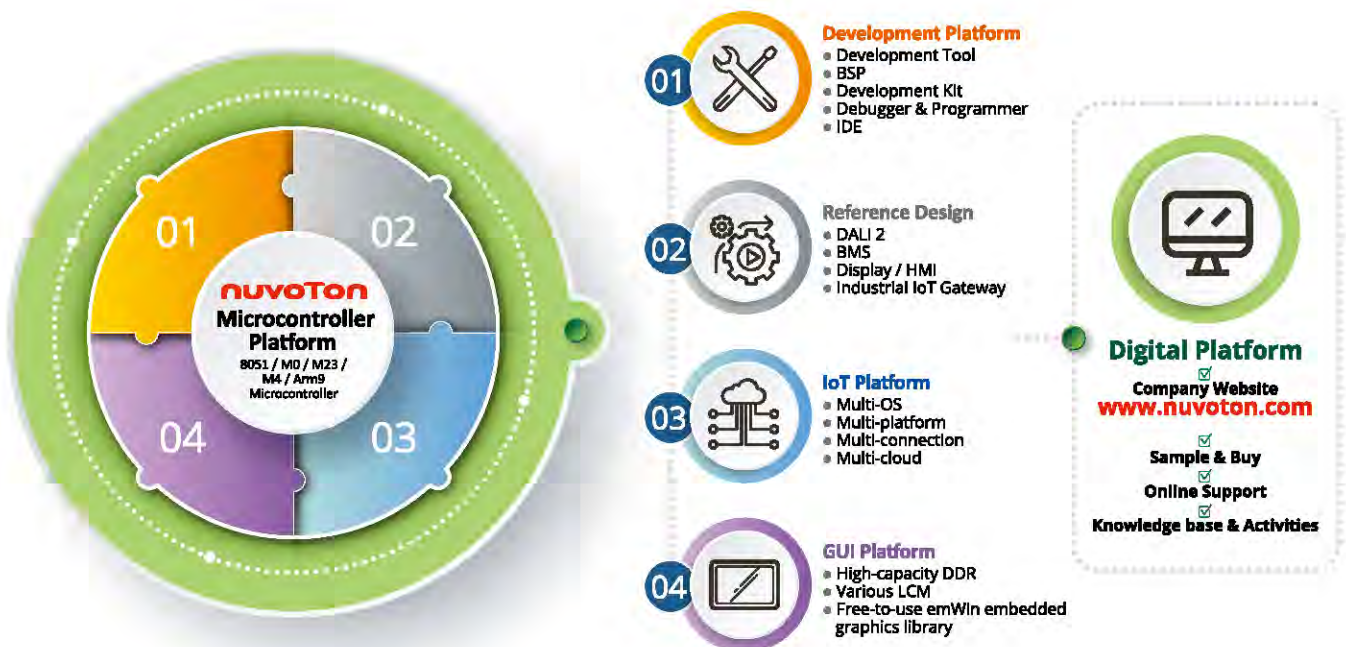 01
02
03
04
nuvoTon
Microcontroller
Platform
8051 / M0 / M23 /
M4 / Arm9
Microcontroller
01
Development Platform
Development Tool
BSP
Development Kit
Debugger & Programmer
IDE
02
Reference Design
DALI 2
BMS
Display / HMI
Industrial IoT Gateway
03
IoT Platform
Multi-OS
Multi-platform
Multi-connection
Multi-cloud
04
GUI Platform
High-capacity DDR
Various LCM
Free-to-use emWin embedded
graphics library
Digital Platform
Company Website
www.nuvoton.com
Sample & Buy
Online Support
Knowledge base & Activities